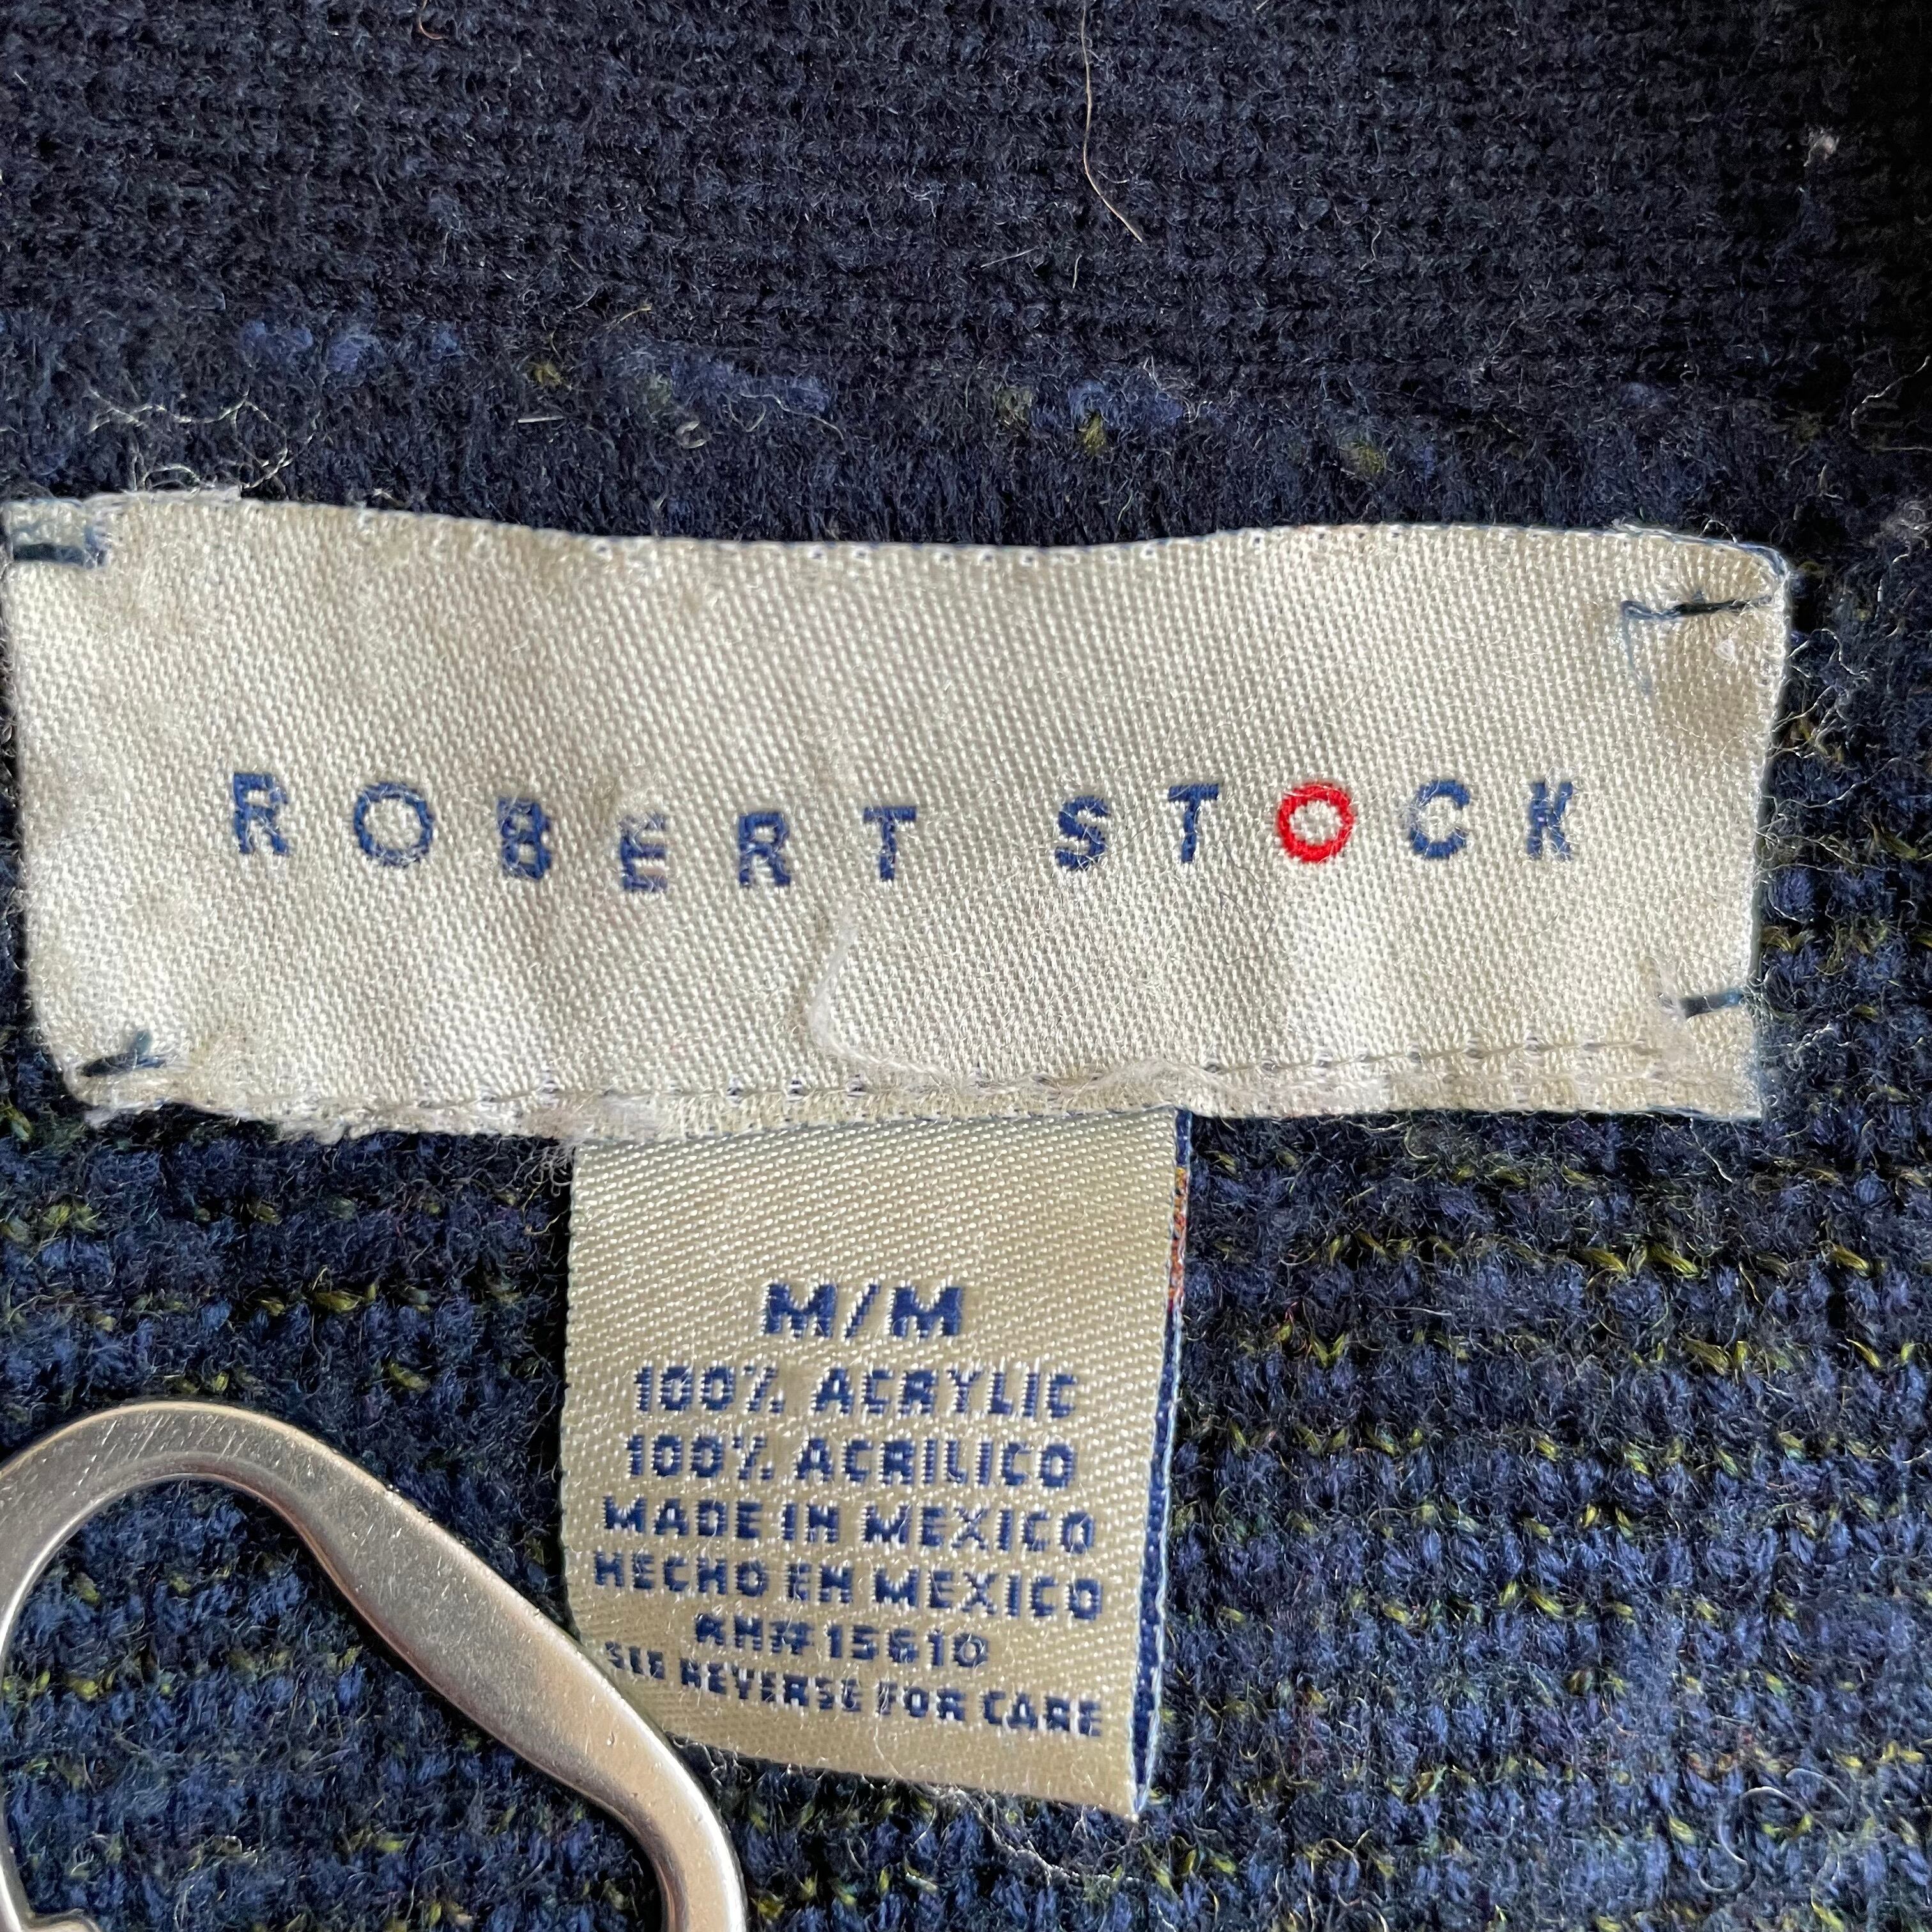 ROBERT STOCK
M/M
100% ACRYLIC
100% ACRILICO
MADE IN MEXICO
HECHO EN MEXICO
RN#15610
SEE REVERSE FOR CARE